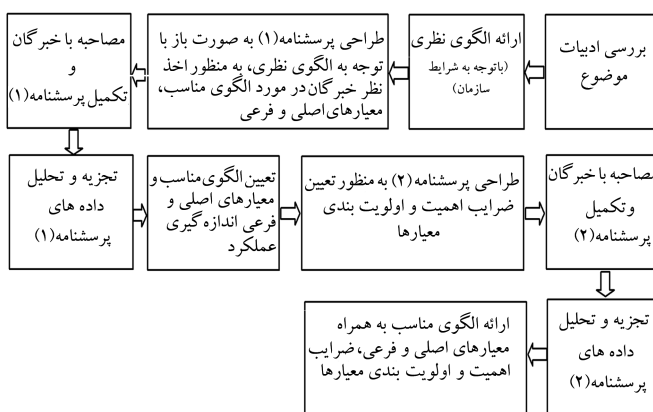 بررسی ادبیات
موضوع
ارائه الگوی نظری
(باتوجه به شرایط
سازمان)
طراحی پرسشنامه(۱) به صورت باز با
توجه به الگوی نظری، به منظور اخذ
نظر خبرگان در مورد الگوی مناسب،
معیارهای اصلی و فرعی
مصاحبه با خبرگان
و
تکمیل پرسشنامه(۱)
تجزیه و تحلیل
داده های
پرسشنامه(۱)
تعیین الگوی مناسب و
معیارهای اصلی و
فرعی اندازه گیری
عملکرد
طراحی پرسشنامه(۲) به منظور تعیین
ضرایب اهمیت و اولویت بندی
معیارها
مصاحبه با خبرگان
و تکمیل
پرسشنامه(۲)
تجزیه و تحلیل
داده های
پرسشنامه(۲)
ارائه الگوی مناسب به همراه
معیارهای اصلی و فرعی، ضرایب
اهمیت و اولویت بندی معیارها